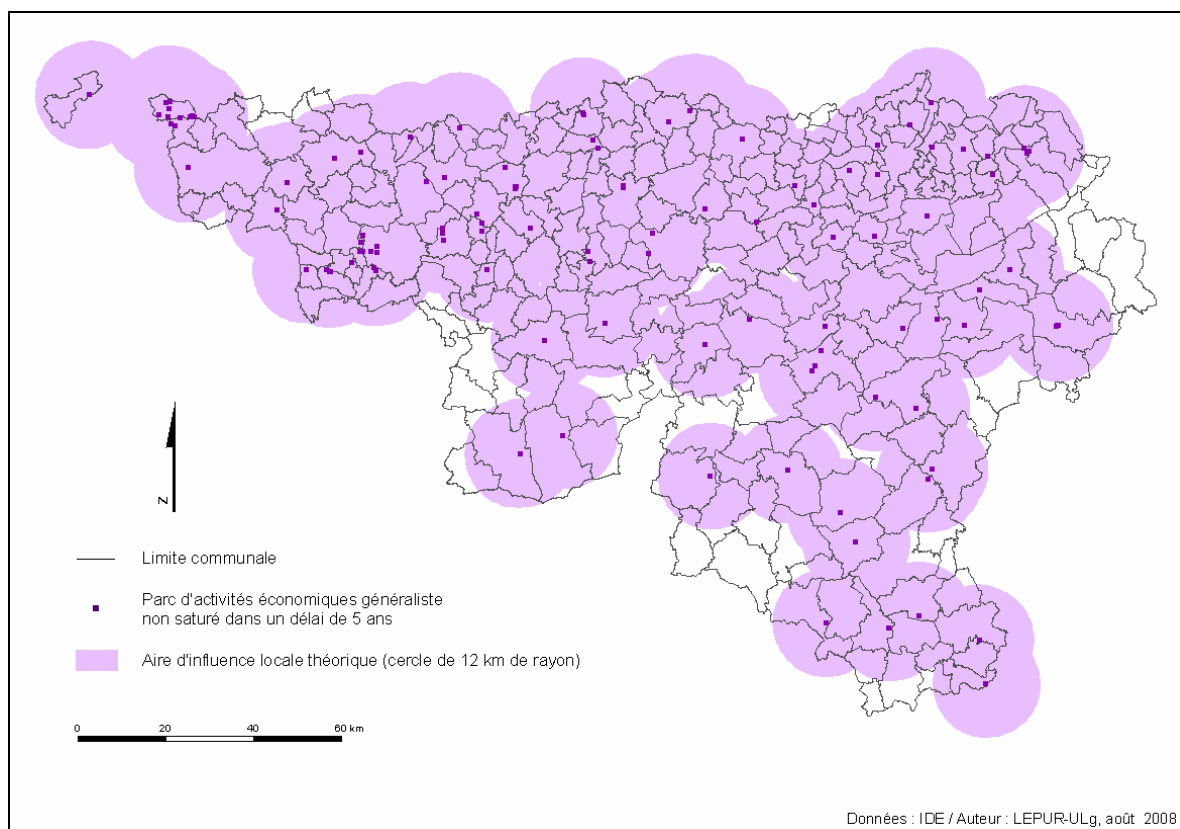 N
Limite communale
Parc d'activités économiques généraliste
non saturé dans un délai de 5 ans
Aire d'influence locale théorique (cercle de 12 km de rayon)
0 20 40 60 km
Données : IDE / Auteur : LEPUR-ULg, août 2008